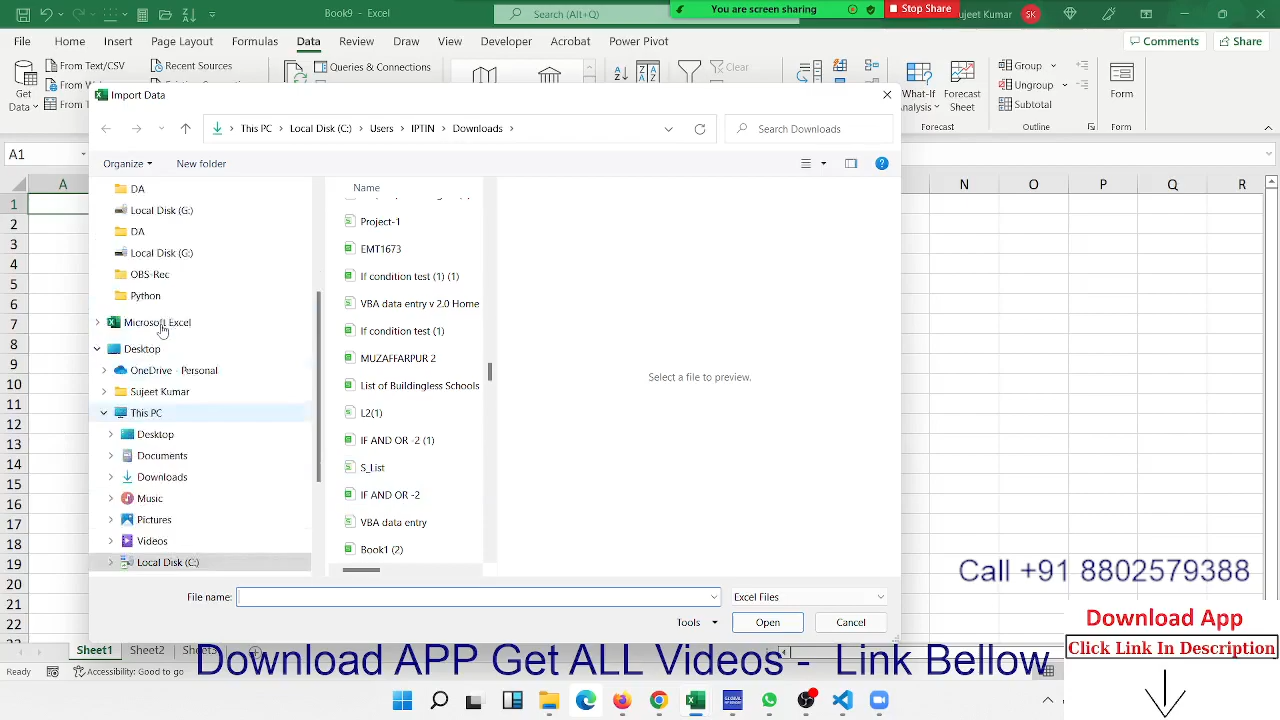 Book9 - Excel
Search (Alt+Q)
You are screen sharing
Stop Share
ujeet Kumar
SK
File
Home
Insert
Page Layout
Formulas
Data
Review
Draw
View
Developer
Acrobat
Power Pivot
Comments
Share
Get Data
From Text/CSV
Recent Sources
Queries & Connections
Clear
What-If Analysis
Forecast Sheet
Group
Ungroup
Subtotal
Form
Forecast
Outline
Import Data
This PC > Local Disk (C:) > Users > IPTIN > Downloads >
Search Downloads
A1
Organize
New folder
A N O P Q R
DA
Local Disk (G:)
DA
Local Disk (G:)
OBS-Rec
Python
Microsoft Excel
Desktop
OneDrive - Personal
Sujeet Kumar
This PC
Desktop
Documents
Downloads
Music
Pictures
Videos
Local Disk (C:)
Name
Project-1
EMT1673
If condition test (1) (1)
VBA data entry v 2.0 Home
If condition test (1)
MUZAFFARPUR 2
List of Buildingless Schools
L2(1)
IF AND OR -2 (1)
S_List
IF AND OR -2
VBA data entry
Book1 (2)
Select a file to preview.
1
2
3
4
5
6
7
8
9
10
11
12
13
14
15
16
17
18
19
20
21
22
File name:
Excel Files
Tools
Open
Cancel
Call +91 8802579388
Download App
Click Link In Description
Sheet1
Sheet2
Download APP Get ALL Videos - Link Bellow
Ready
Accessibility: Good to go